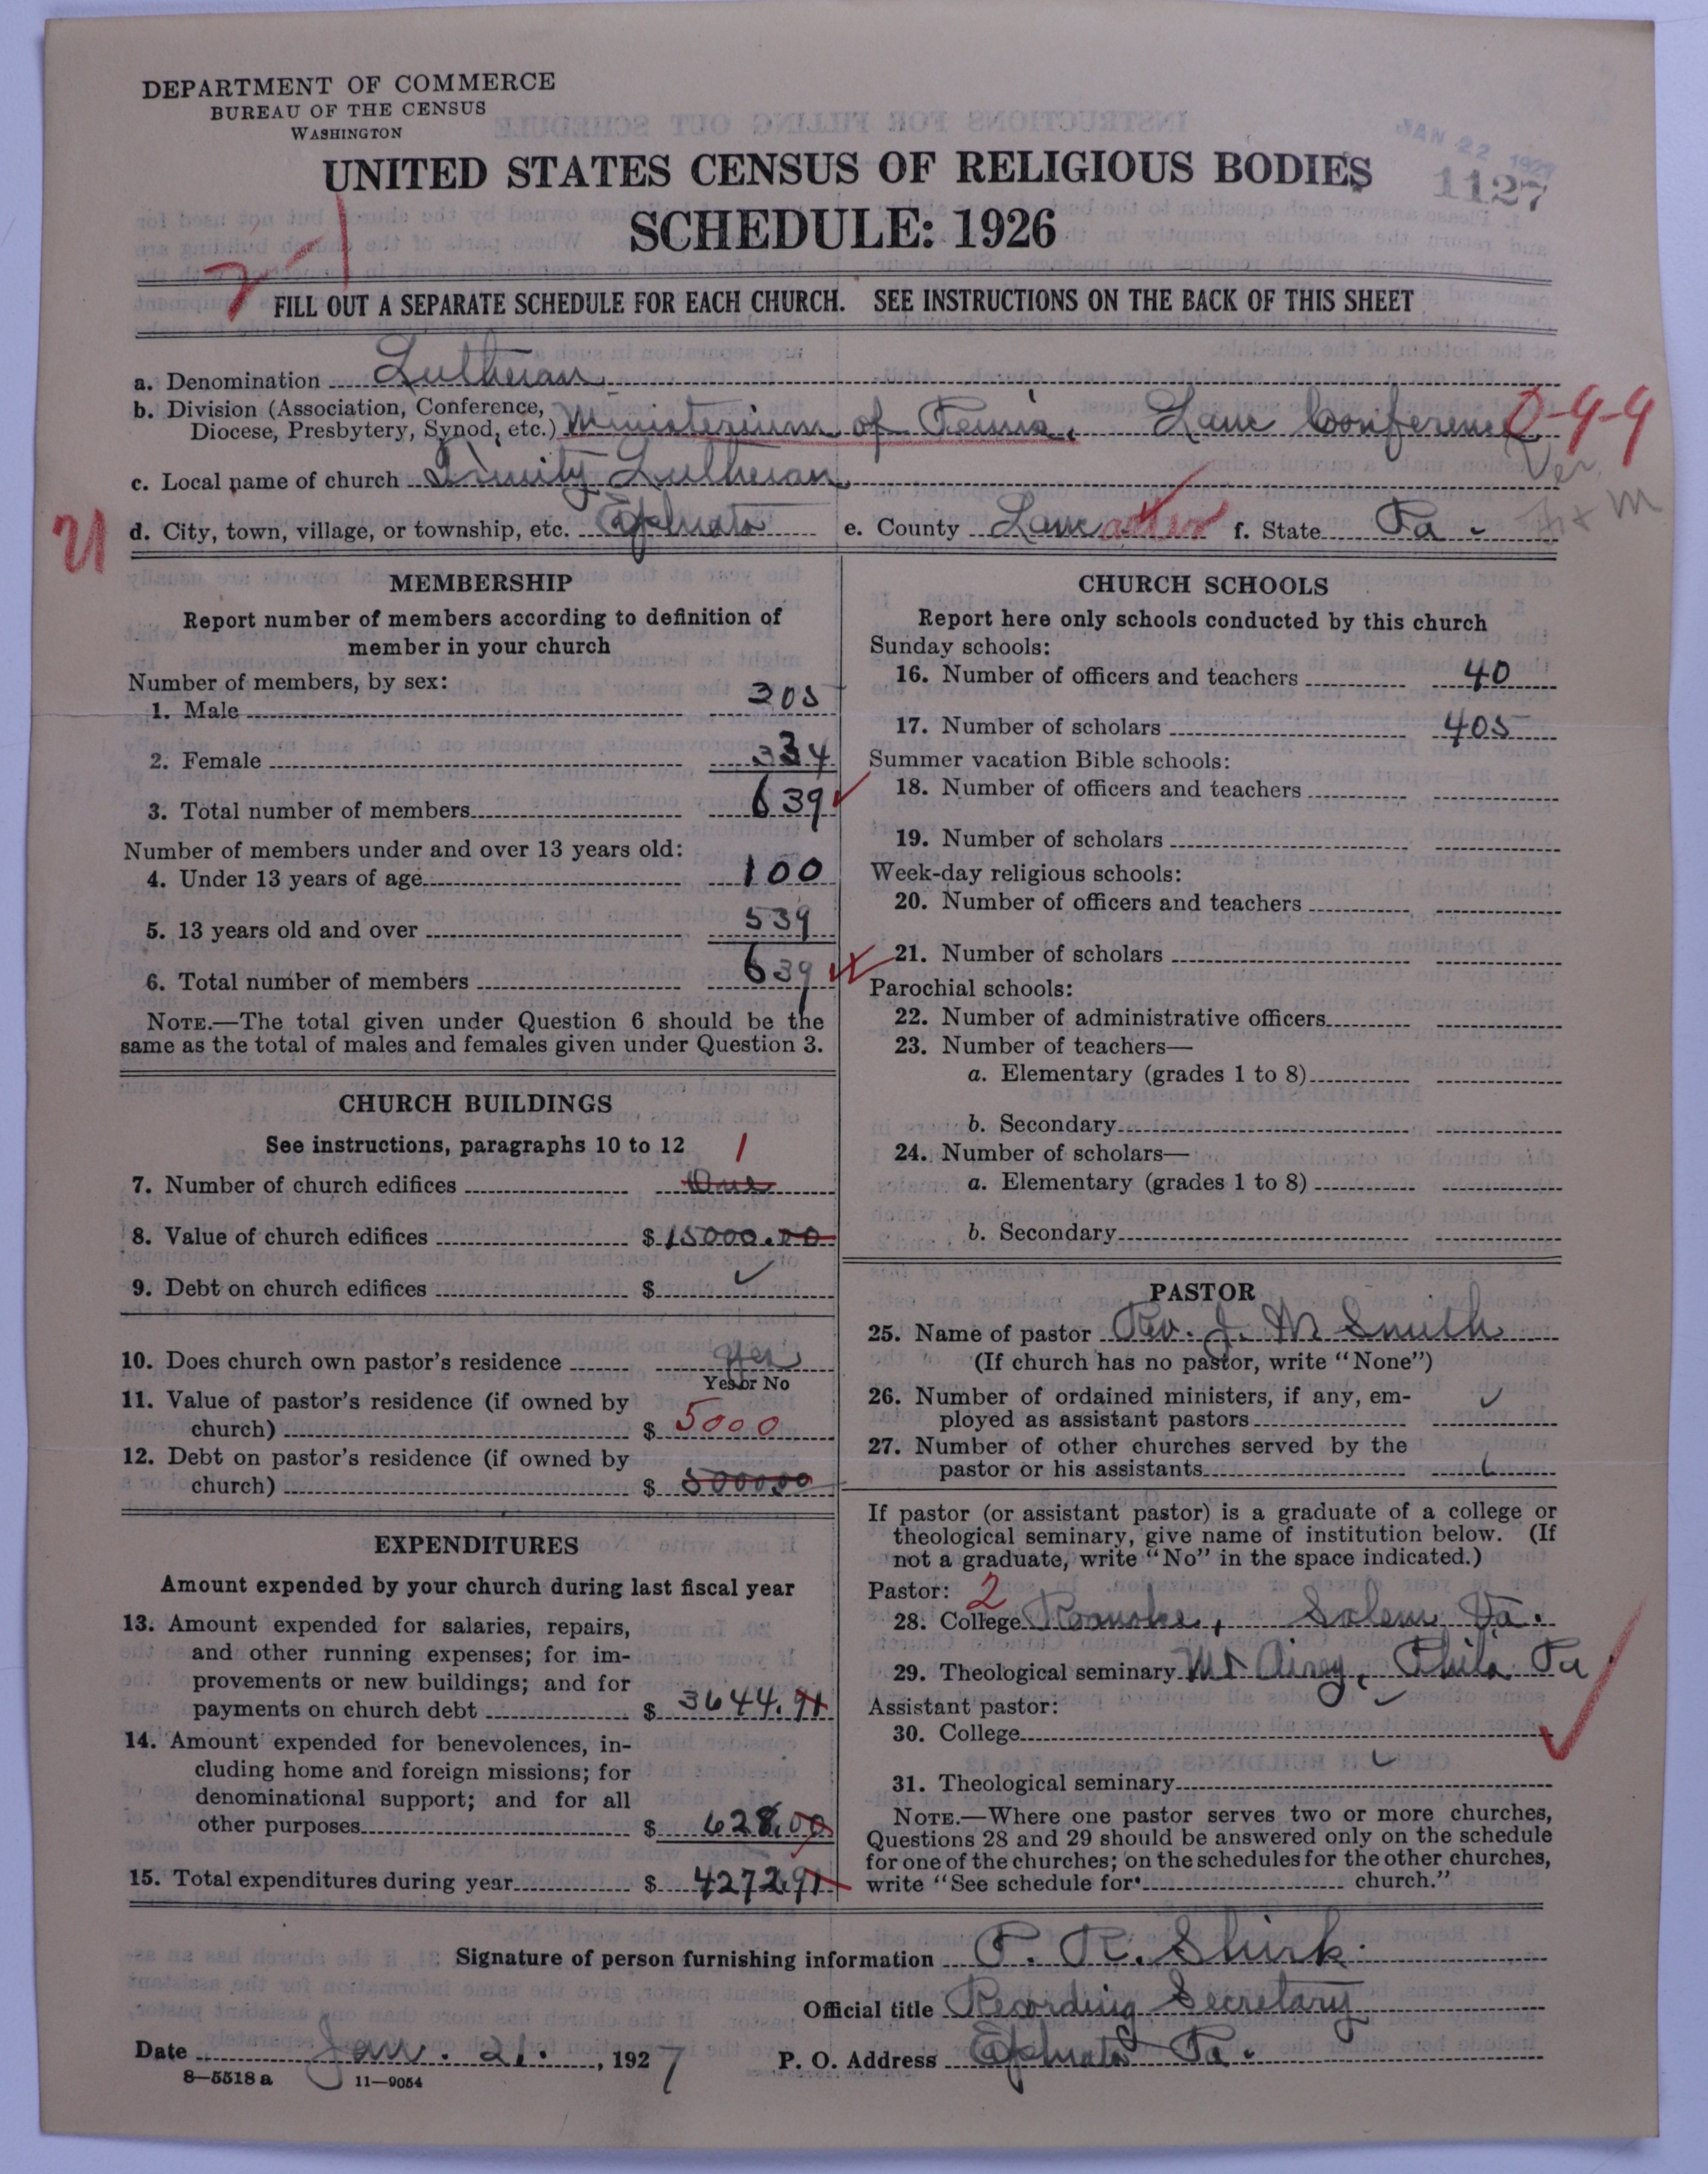 DEPARTMENT OF COMMERCE
BUREAU OF THE CENSUS
WASHINGTON
JAN 22 1927
1127
UNITED STATES CENSUS OF RELIGIOUS BODIES
SCHEDULE: 1926
FILL OUT A SEPARATE SCHEDULE FOR EACH CHURCH. SEE INSTRUCTIONS ON THE BACK OF THIS SHEET
a. Denomination Lutheran
b. Division (Association, Conference, Diocese, Presbytery, Synod, etc.) Ministerium of Penna. Lanc Conference 0-4-4
c. Local name of church Trinity Lutheran
d. City, town, village, or township, etc. Ephrata e. County Lancaster f. State Pa.
MEMBERSHIP
Report number of members according to definition of
member in your church
Number of members, by sex:
1. Male 305
2. Female 334
3. Total number of members 639
Number of members under and over 13 years old:
4. Under 13 years of age 100
5. 13 years old and over 539
6. Total number of members 639
NOTE.—The total given under Question 6 should be the
same as the total of males and females given under Question 3.
CHURCH BUILDINGS
See instructions, paragraphs 10 to 12
1
7. Number of church edifices One
8. Value of church edifices $ 15000.00
9. Debt on church edifices $
10. Does church own pastor's residence Yes
Yes or No
11. Value of pastor's residence (if owned by
church) $ 5000
12. Debt on pastor's residence (if owned by
church) $ 5000.00
EXPENDITURES
Amount expended by your church during last fiscal year
13. Amount expended for salaries, repairs,
and other running expenses; for im-
provements or new buildings; and for
payments on church debt $ 3644.91
14. Amount expended for benevolences, in-
cluding home and foreign missions; for
denominational support; and for all
other purposes $ 628.00
15. Total expenditures during year $ 4272.91
CHURCH SCHOOLS
Report here only schools conducted by this church
Sunday schools:
16. Number of officers and teachers 40
17. Number of scholars 405
Summer vacation Bible schools:
18. Number of officers and teachers
19. Number of scholars
Week-day religious schools:
20. Number of officers and teachers
21. Number of scholars
Parochial schools:
22. Number of administrative officers
23. Number of teachers—
a. Elementary (grades 1 to 8)
b. Secondary
24. Number of scholars—
a. Elementary (grades 1 to 8)
b. Secondary
PASTOR
25. Name of pastor Rev. J. M Smith
(If church has no pastor, write "None")
26. Number of ordained ministers, if any, em-
ployed as assistant pastors
27. Number of other churches served by the
pastor or his assistants
If pastor (or assistant pastor) is a graduate of a college or
theological seminary, give name of institution below. (If
not a graduate, write "No" in the space indicated.)
Pastor: 2
28. College Roanoke, Salem Va.
29. Theological seminary Mt Airy, Phila Pa
Assistant pastor:
30. College
31. Theological seminary
NOTE.—Where one pastor serves two or more churches,
Questions 28 and 29 should be answered only on the schedule
for one of the churches; on the schedules for the other churches,
write "See schedule for church."
Signature of person furnishing information P. R. Shirk
Official title Recording Secretary
Date Jan. 21., 1927 P. O. Address Ephrata Pa.
8—5518 a 11—9054